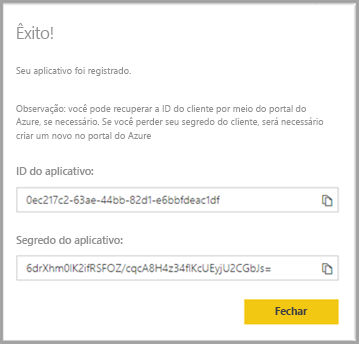 Êxito!
Seu aplicativo foi registrado.
Observação: você pode recuperar a ID do cliente por meio do portal do
Azure, se necessário. Se você perder seu segredo do cliente, será necessário
criar um novo no portal do Azure
ID do aplicativo:
0ec217c2-63ae-44bb-82d1-e6bbfdeac1df
Segredo do aplicativo:
6drXhm0lK2ifRSFOZ/cqcA8H4z34flKcUEyjU2CGbJs=
Fechar